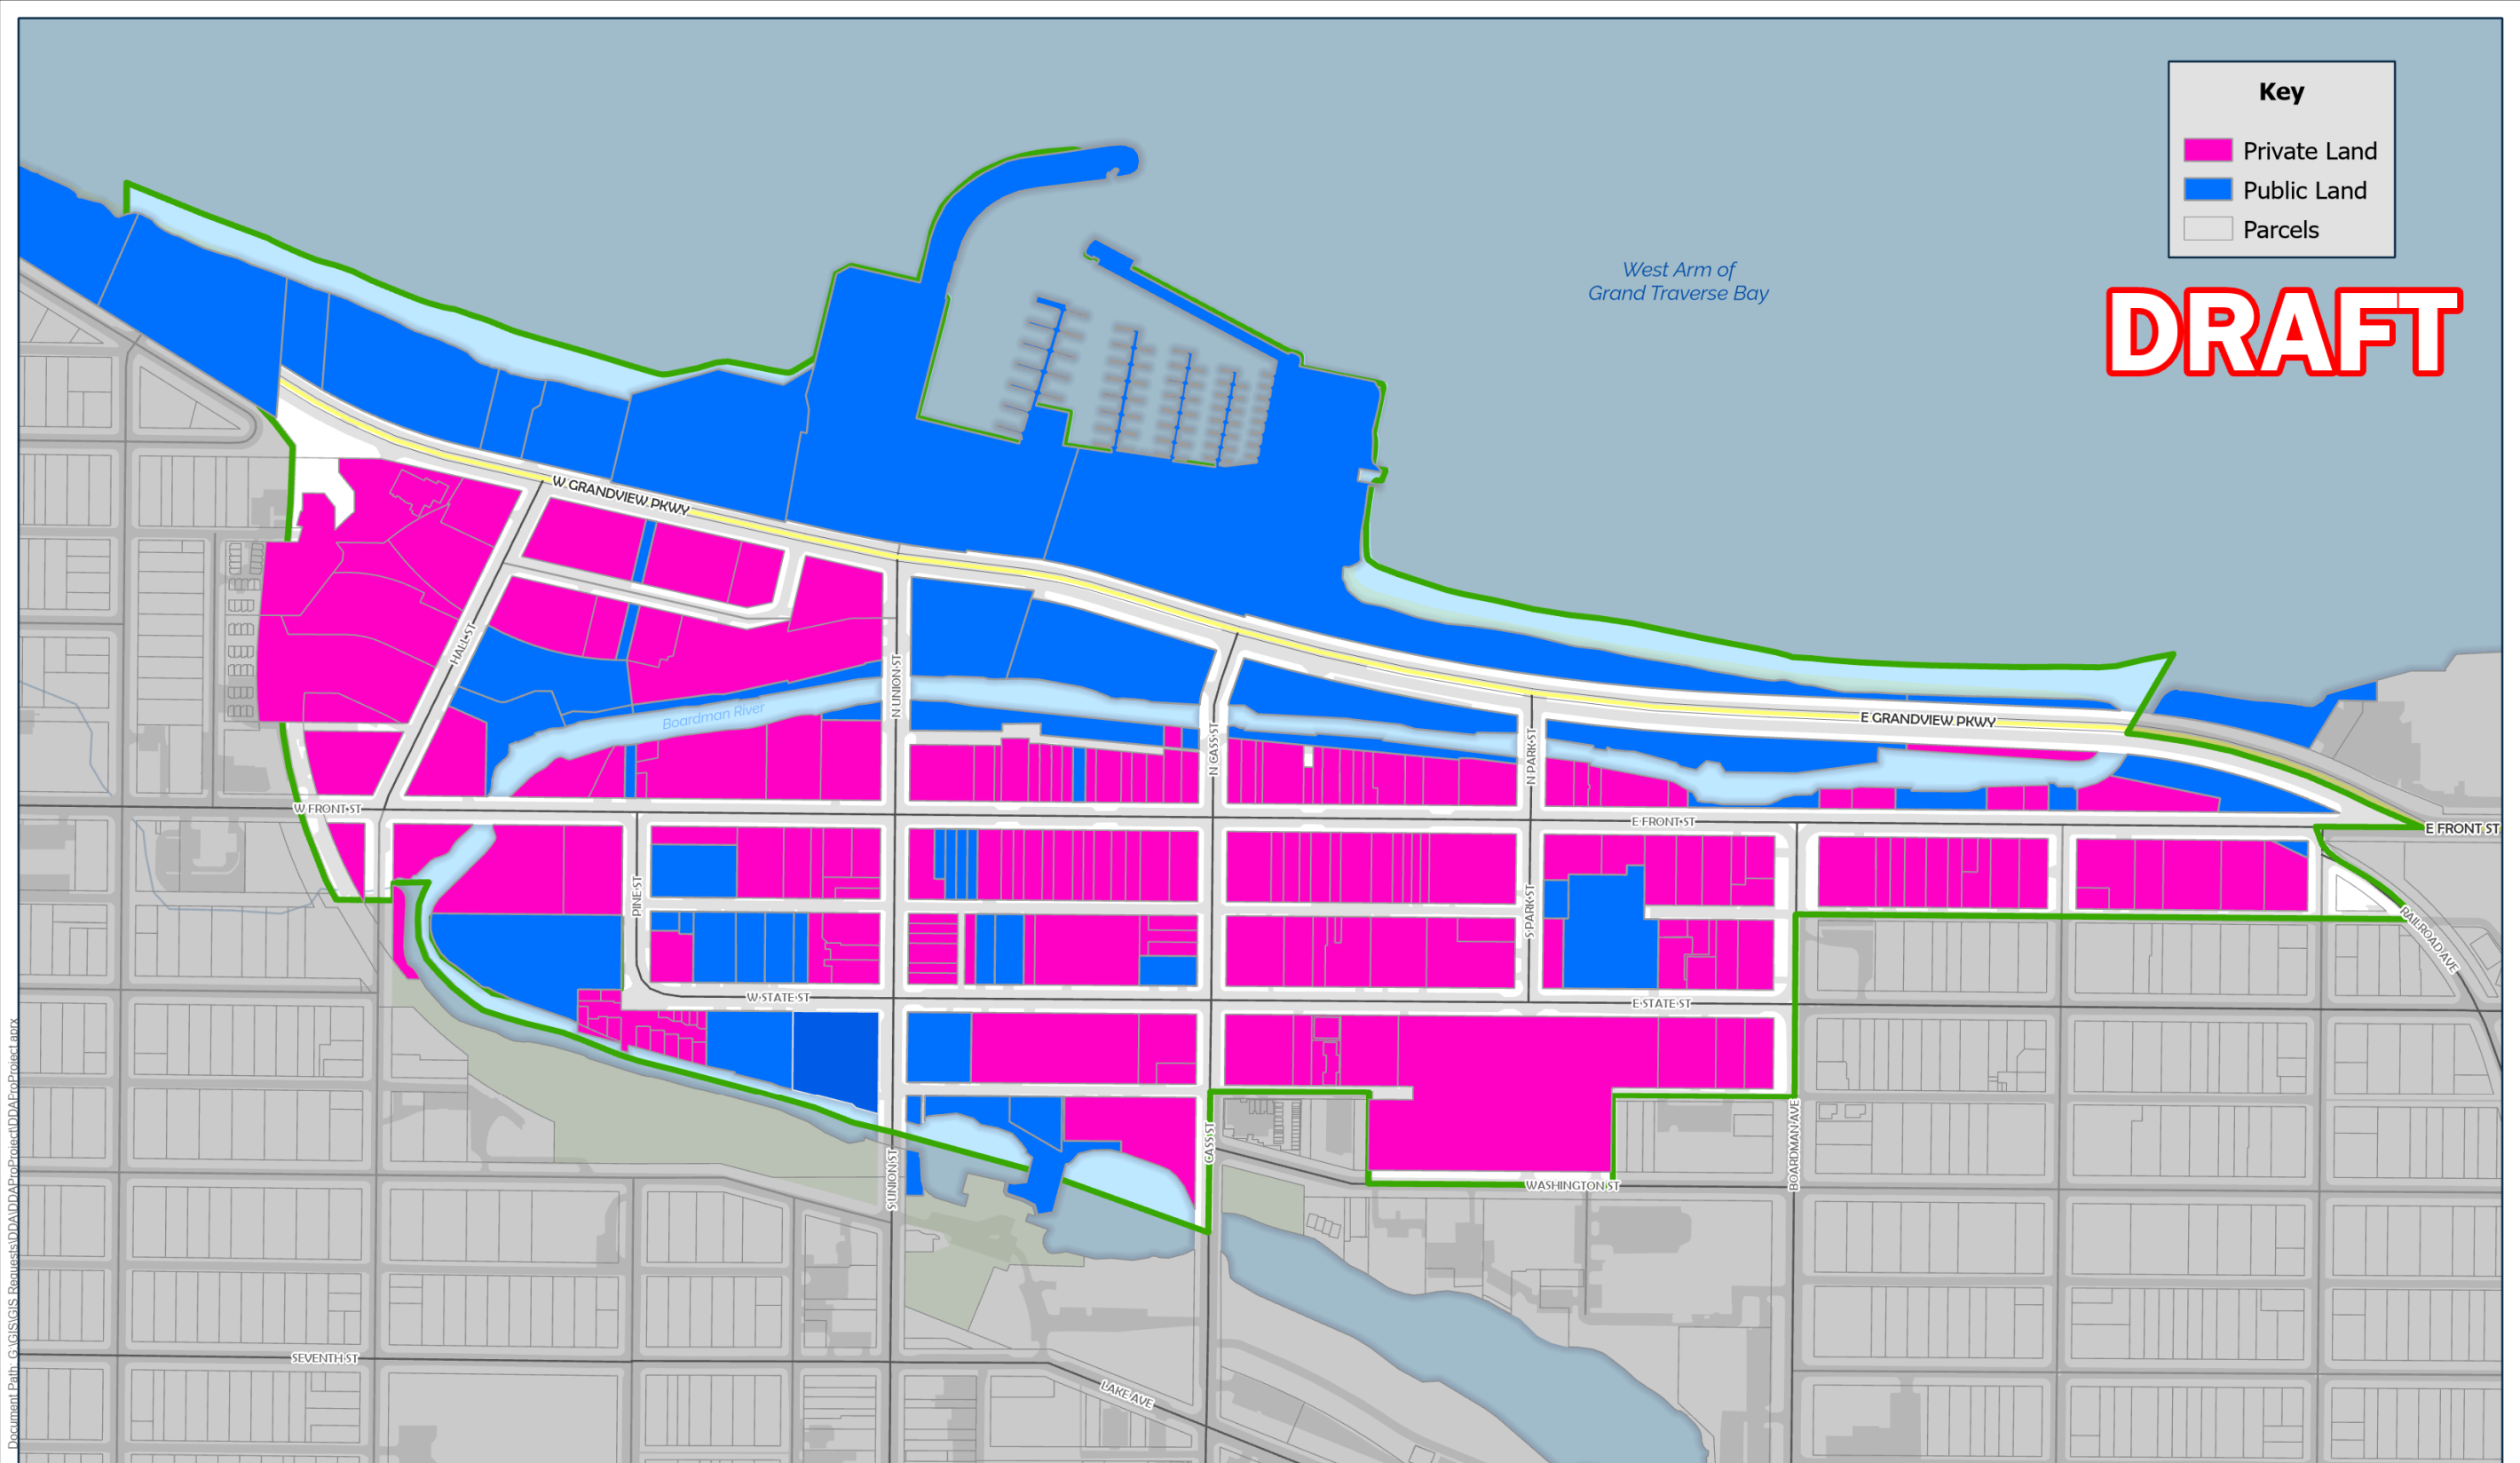 Key
Private Land
Public Land
Parcels
DRAFT
West Arm of
Grand Traverse Bay
W GRANDVIEW PKWY
HALL ST
N UNION ST
Boardman River
N CASS ST
N PARK ST
E GRANDVIEW PKWY
W FRONT ST
E FRONT ST
E FRONT ST
PINE ST
S PARK ST
RAILROAD AVE
W STATE ST
E STATE ST
S UNION ST
CASS ST
BOARDMAN AVE
WASHINGTON ST
SEVENTH ST
LAKE AVE
Document Path: G:\GIS\GIS Requests\DDA\DDAProProject\DDAProProject.aprx